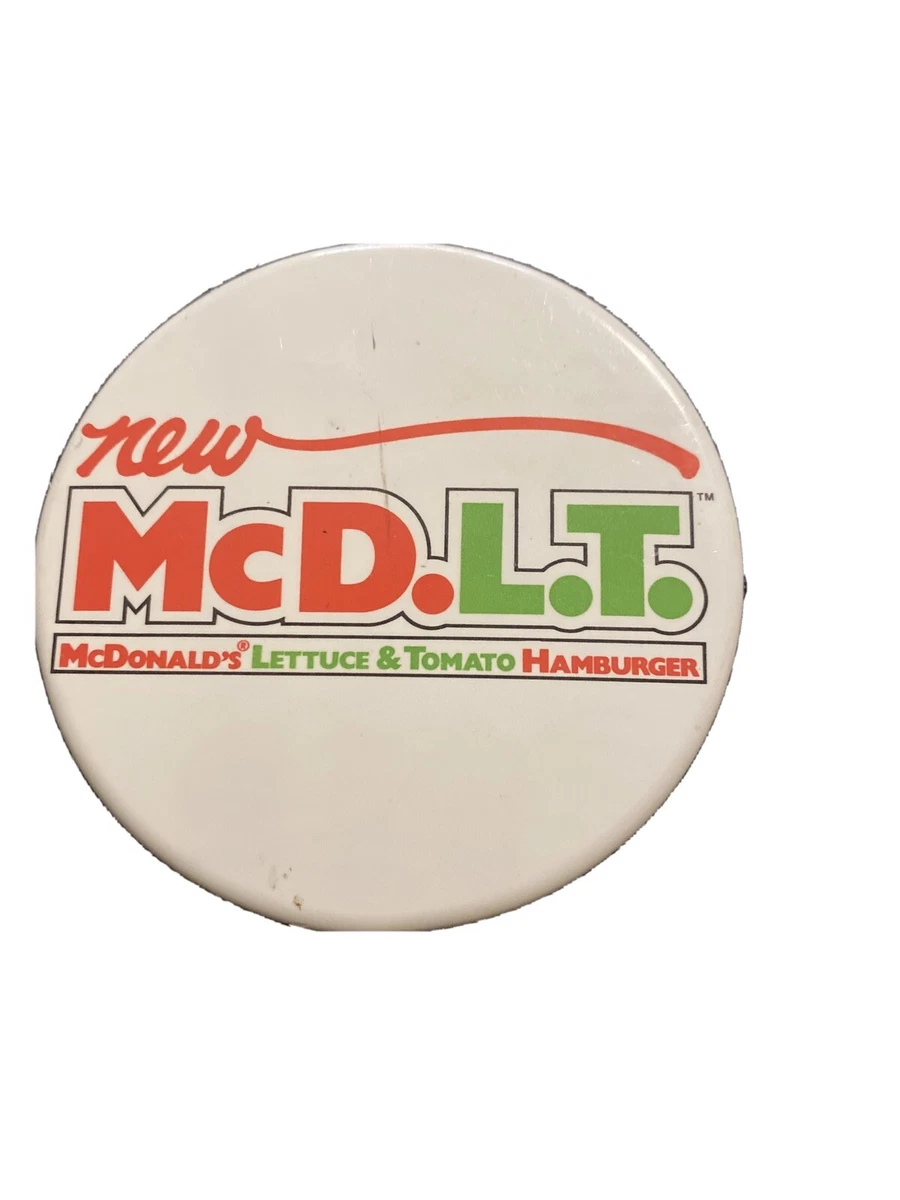 new
McD.L.T.™
McDonald's® Lettuce & Tomato Hamburger